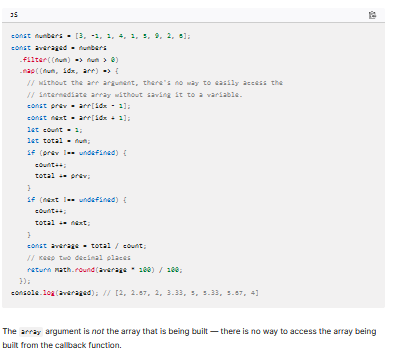 JS
const numbers = [3, -1, 1, 4, 1, 5, 9, 2, 6];
const averaged = numbers
.filter((num) => num > 0)
.map((num, idx, arr) => {
// Without the arr argument, there's no way to easily access the
// intermediate array without saving it to a variable.
const prev = arr[idx - 1];
const next = arr[idx + 1];
let count = 1;
let total = num;
if (prev !== undefined) {
count++;
total += prev;
}
if (next !== undefined) {
count++;
total += next;
}
const average = total / count;
// Keep two decimal places
return Math.round(average * 100) / 100;
});
console.log(averaged); // [2, 2.67, 2, 3.33, 5, 5.33, 5.67, 4]
The array argument is not the array that is being built — there is no way to access the array being
built from the callback function.